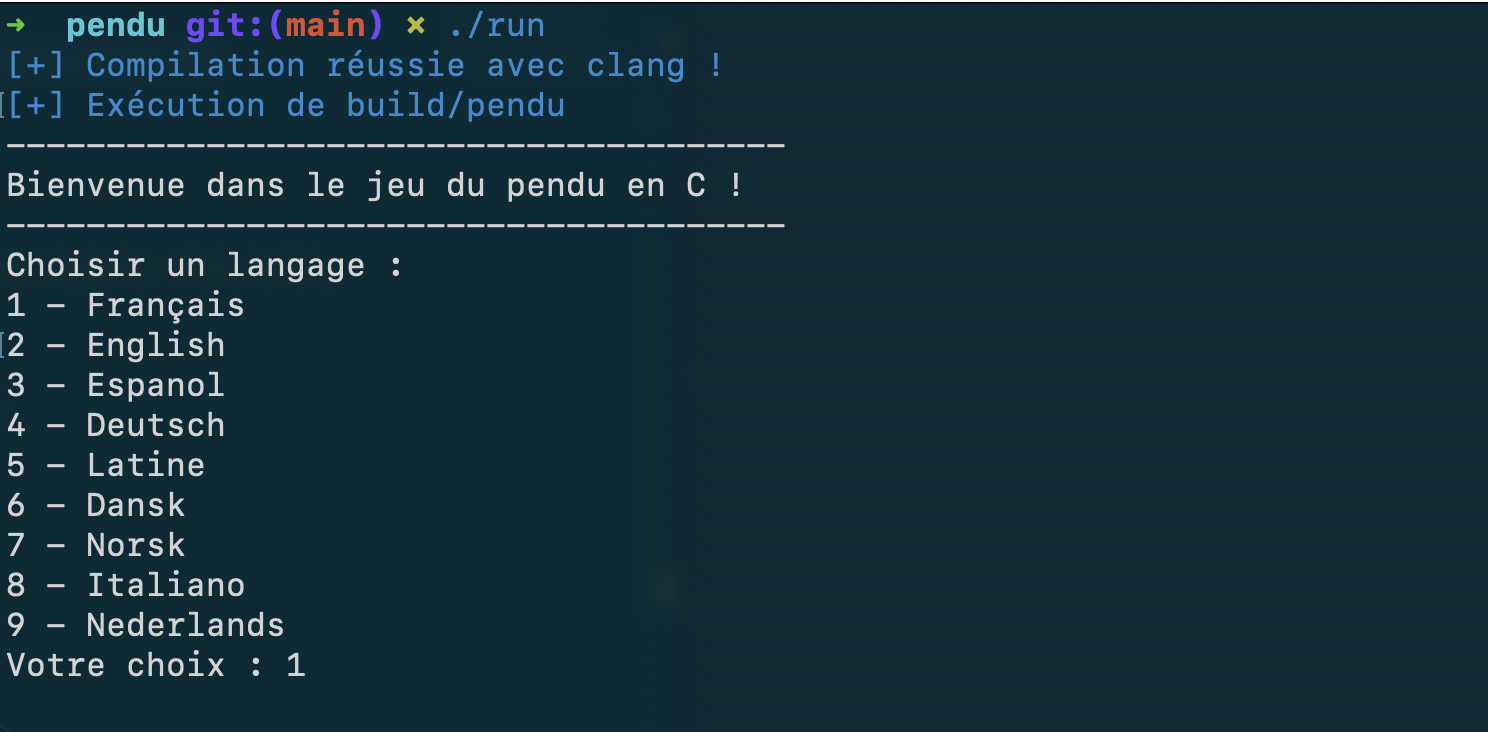 ➜  pendu git:(main) ✗ ./run
[+] Compilation réussie avec clang !
[+] Exécution de build/pendu
---------------------------------------
Bienvenue dans le jeu du pendu en C !
---------------------------------------
Choisir un langage :
1 - Français
2 - English
3 - Espanol
4 - Deutsch
5 - Latine
6 - Dansk
7 - Norsk
8 - Italiano
9 - Nederlands
Votre choix : 1